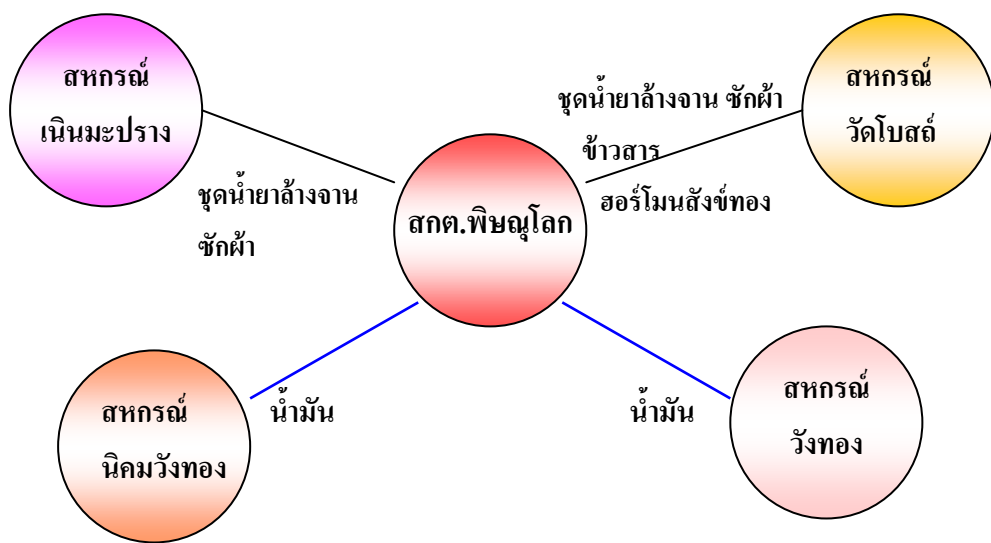 สหกรณ์
เนินมะปราง
ชุดน้ำยาล้างจาน
ซักผ้า
สกต.พิษณุโลก
ชุดน้ำยาล้างจาน ซักผ้า
ข้าวสาร
ฮอร์โมนสังข์ทอง
สหกรณ์
วัดโบสถ์
สหกรณ์
นิคมวังทอง
น้ำมัน
น้ำมัน
สหกรณ์
วังทอง